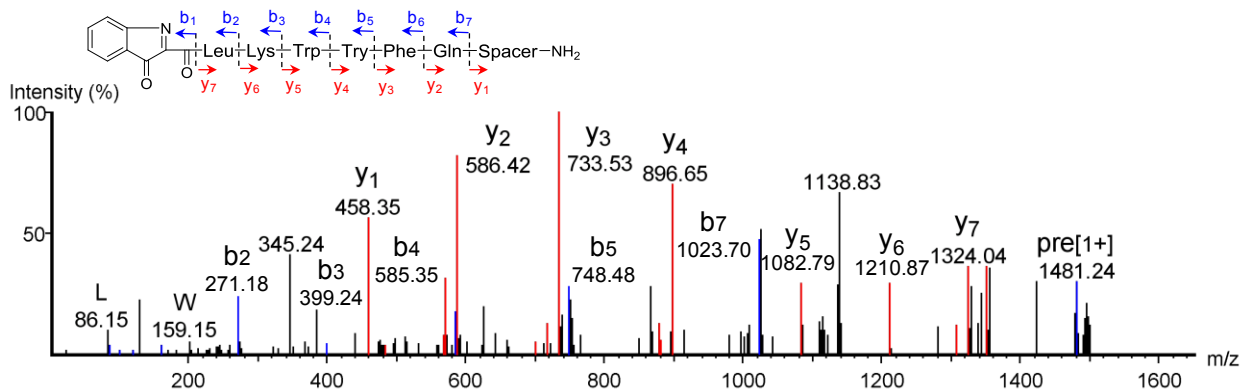 b1 b2 b3 b4 b5 b6 b7
N
Leu Lys Trp Try Phe Gln Spacer NH2
O O
y7 y6 y5 y4 y3 y2 y1
Intensity (%)
100
y2 y3
586.42 733.53
y4
896.65
1138.83
y1
458.35
50
b7
1023.70
y7
1324.04
pre[1+]
1481.24
345.24
b4
585.35
b5
748.48
y5
1082.79
y6
1210.87
b2
271.18
b3
399.24
L
86.15
W
159.15
200 400 600 800 1000 1200 1400 1600 m/z